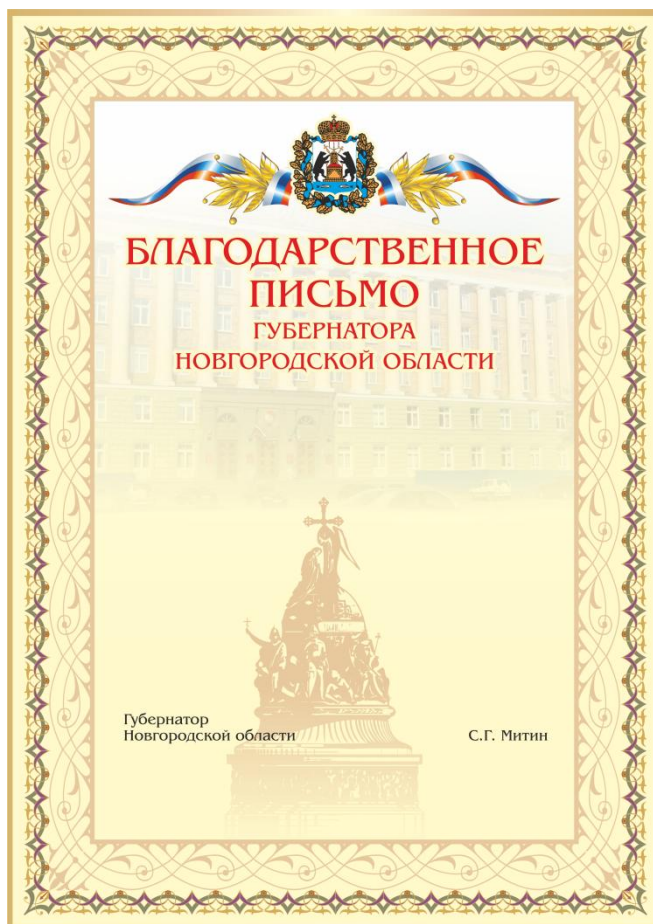 БЛАГОДАРСТВЕННОЕ
ПИСЬМО
ГУБЕРНАТОРА
НОВГОРОДСКОЙ ОБЛАСТИ
Губернатор
Новгородской области С.Г. Митин